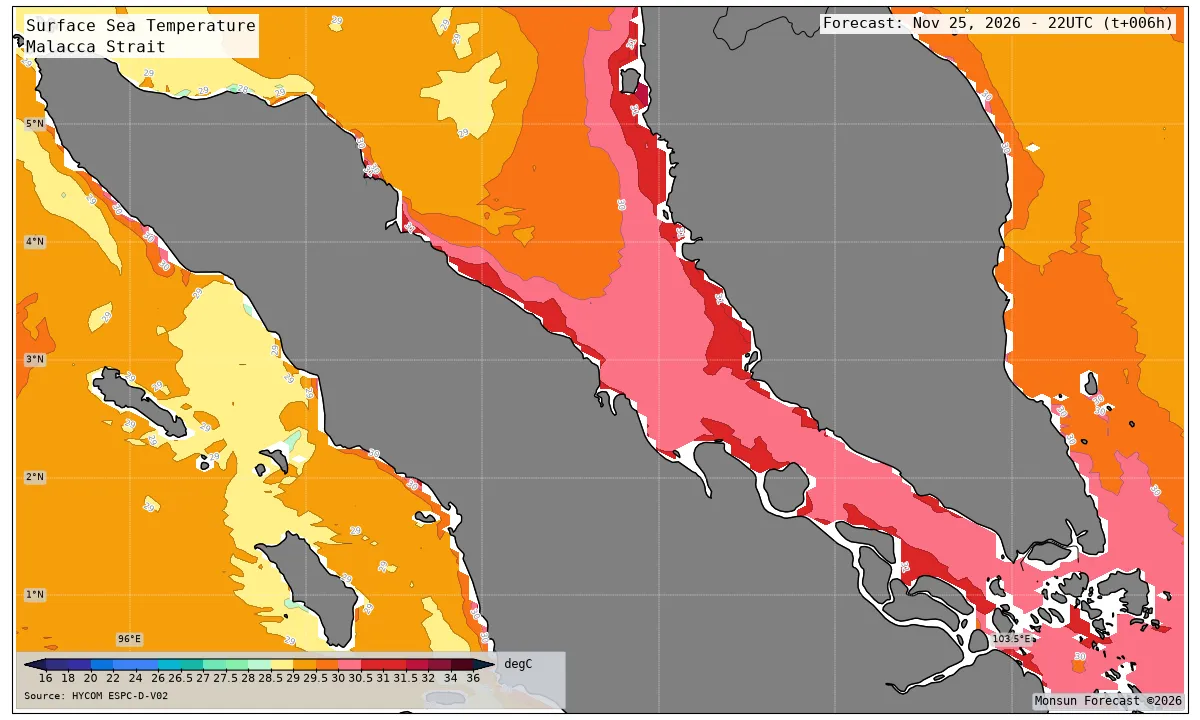 Surface Sea Temperature
Malacca Strait
Forecast: Nov 25, 2026 - 22UTC (t+006h)
5°N
4°N
3°N
2°N
1°N
96°E
103.5°E
degC
16 18 20 22 24 26 26.5 27 27.5 28 28.5 29 29.5 30 30.5 31 31.5 32 34 36
Source: HYCOM ESPC-D-V02
Monsun Forecast ©2026